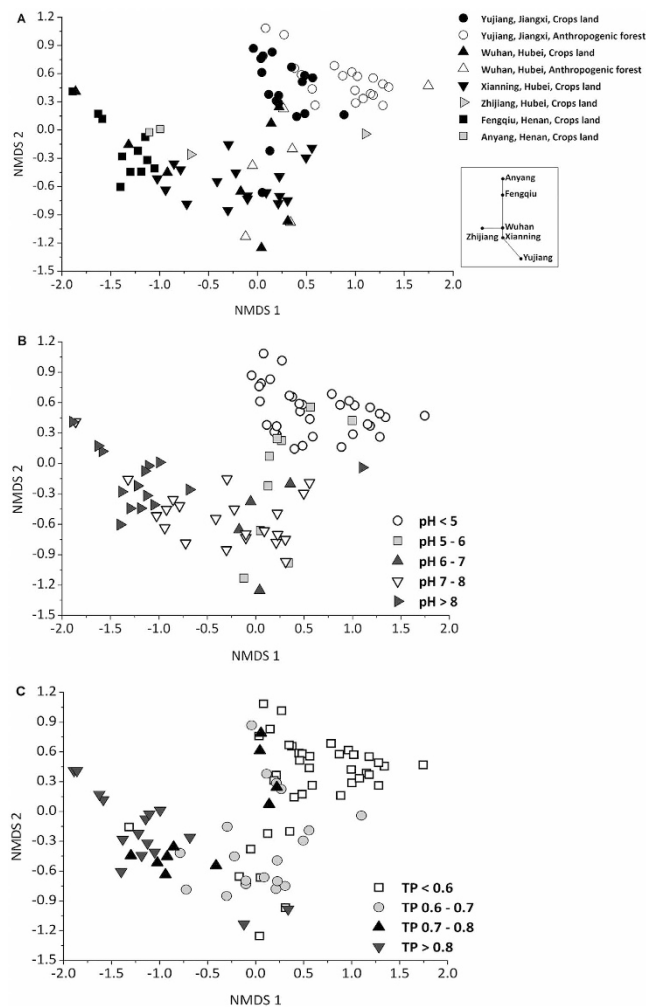 A
1.5
1.2
0.9
0.6
0.3
0.0
-0.3
-0.6
-0.9
-1.2
-1.5
NMDS 2
-2.0 -1.5 -1.0 -0.5 0.0 0.5 1.0 1.5 2.0
NMDS 1
Yujiang, Jiangxi, Crops land
Yujiang, Jiangxi, Anthropogenic forest
Wuhan, Hubei, Crops land
Wuhan, Hubei, Anthropogenic forest
Xianning, Hubei, Crops land
Zhijiang, Hubei, Crops land
Fengqiu, Henan, Crops land
Anyang, Henan, Crops land
Anyang
Fengqiu
Wuhan
Zhijiang Xianning
Yujiang
B
1.2
0.9
0.6
0.3
0.0
-0.3
-0.6
-0.9
-1.2
-1.5
NMDS 2
-2.0 -1.5 -1.0 -0.5 0.0 0.5 1.0 1.5 2.0
NMDS 1
pH < 5
pH 5 - 6
pH 6 - 7
pH 7 - 8
pH > 8
C
1.2
0.9
0.6
0.3
0.0
-0.3
-0.6
-0.9
-1.2
-1.5
NMDS 2
-2.0 -1.5 -1.0 -0.5 0.0 0.5 1.0 1.5 2.0
NMDS 1
TP < 0.6
TP 0.6 - 0.7
TP 0.7 - 0.8
TP > 0.8